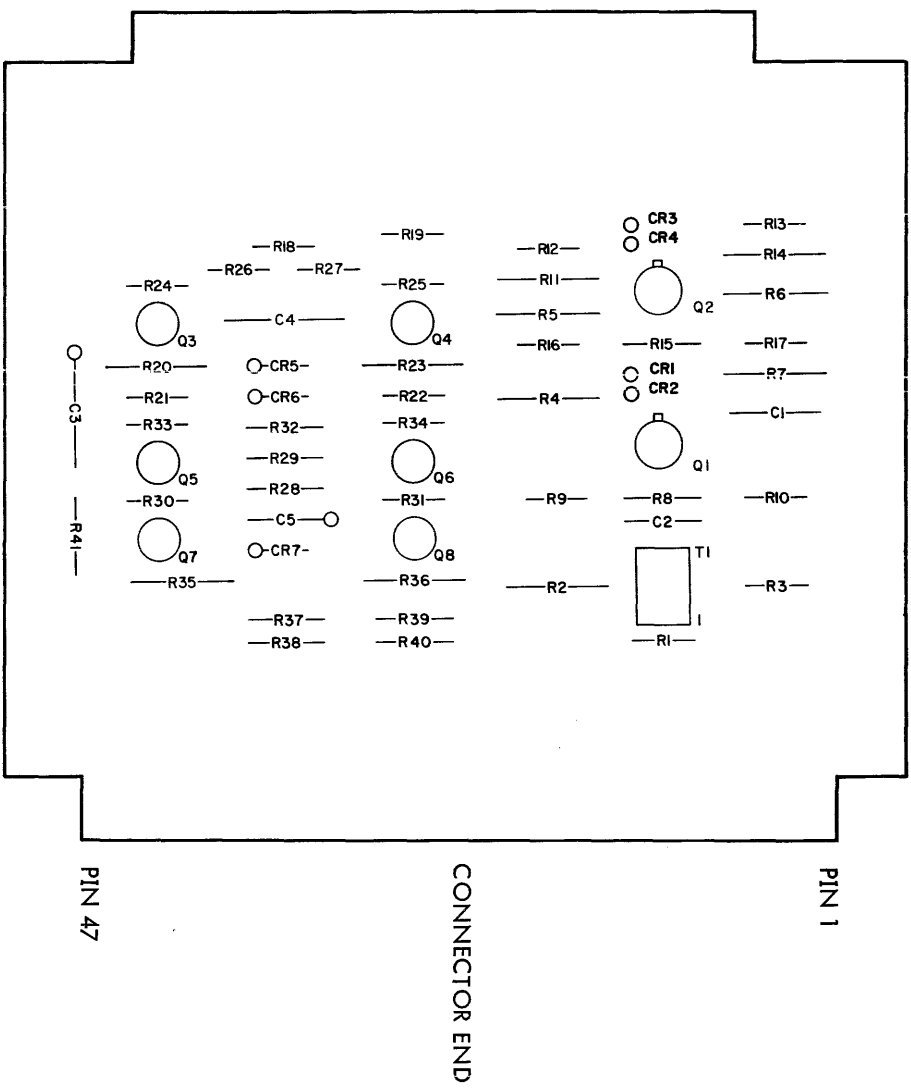 CR3
R13
R19
CR4
R18
R12
R14
R26
R27
R11
R24
R25
R6
Q2
C4
R5
Q3
Q4
R16
R15
R17
R20
CR5
R23
CR1
R7
CR2
R21
CR6
R22
R4
C3
C1
R33
R32
R34
R29
Q1
Q5
Q6
R28
R30
R31
R9
R8
R10
C5
C2
R41
CR7
Q7
Q8
T1
R35
R36
R2
R3
R37
R39
1
R38
R40
R1
PIN 47
CONNECTOR END
PIN 1